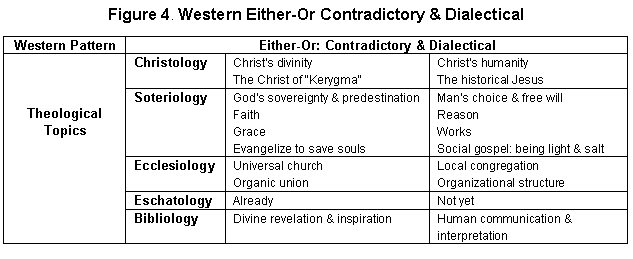 Figure 4. Western Either-Or Contradictory & Dialectical
Western Pattern Either-Or: Contradictory & Dialectical
Theological
Topics
Christology Christ's divinity Christ's humanity
The Christ of "Kerygma" The historical Jesus
Soteriology God's sovereignty & predestination Man's choice & free will
Faith Reason
Grace Works
Evangelize to save souls Social gospel: being light & salt
Ecclesiology Universal church Local congregation
Organic union Organizational structure
Eschatology Already Not yet
Bibliology Divine revelation & inspiration Human communication &
interpretation